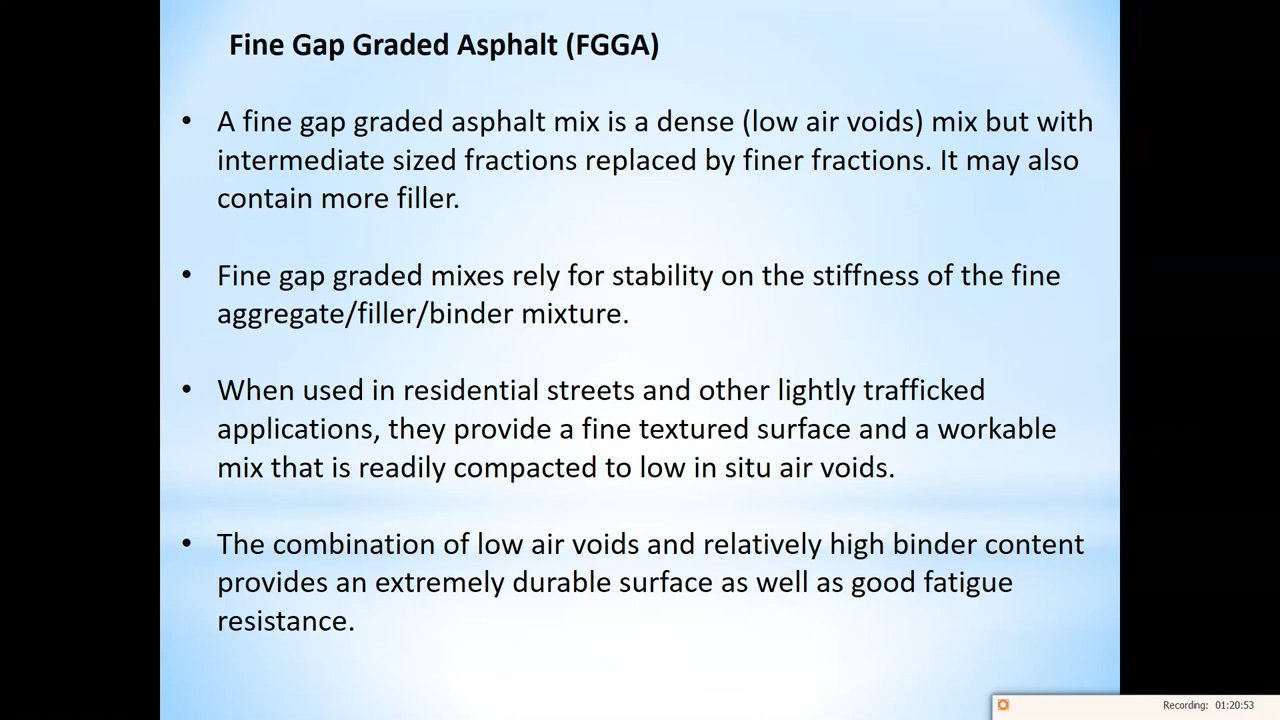 Fine Gap Graded Asphalt (FGGA)
• A fine gap graded asphalt mix is a dense (low air voids) mix but with
intermediate sized fractions replaced by finer fractions. It may also
contain more filler.
• Fine gap graded mixes rely for stability on the stiffness of the fine
aggregate/filler/binder mixture.
• When used in residential streets and other lightly trafficked
applications, they provide a fine textured surface and a workable
mix that is readily compacted to low in situ air voids.
• The combination of low air voids and relatively high binder content
provides an extremely durable surface as well as good fatigue
resistance.
Recording: 01:20:53